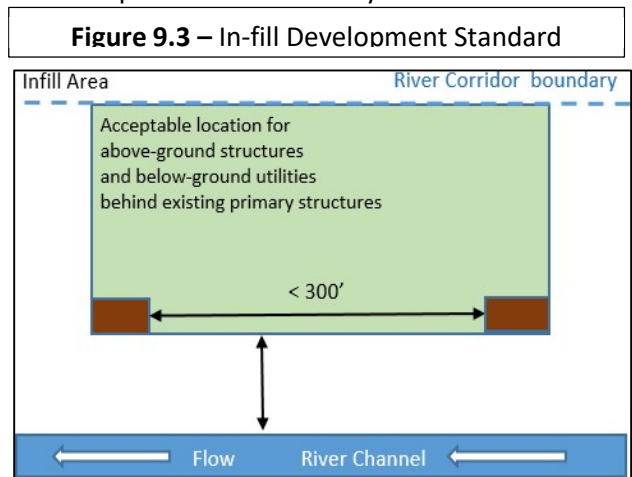 Figure 9.3 – In-fill Development Standard
Infill Area
River Corridor boundary
Acceptable location for
above-ground structures
and below-ground utilities
behind existing primary structures
< 300’
Flow
River Channel